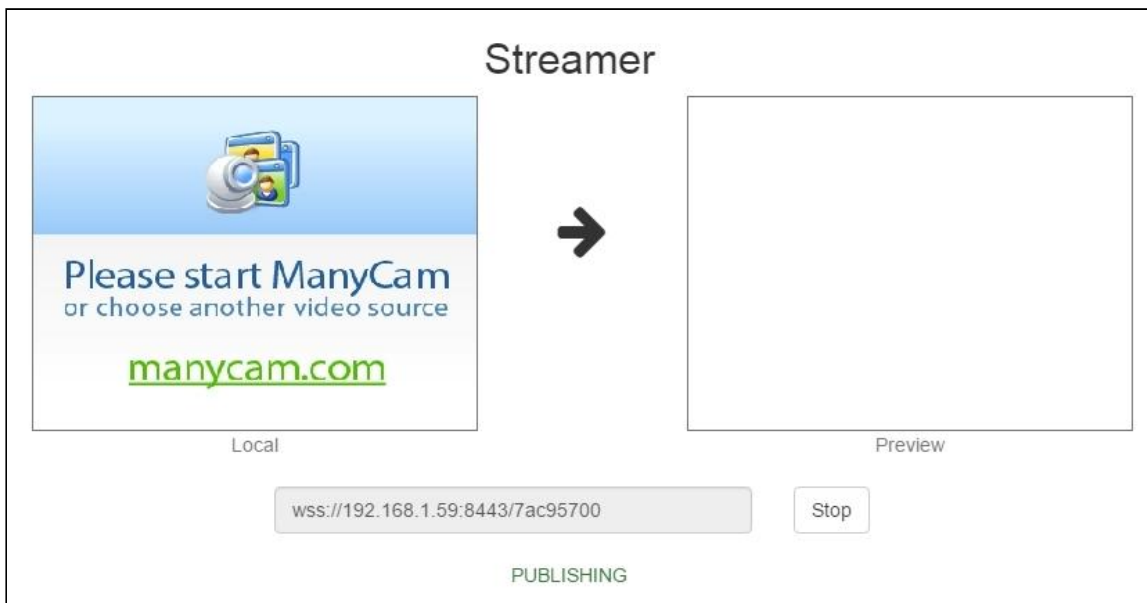 Streamer
Please start ManyCam
or choose another video source
manycam.com
Local
Preview
wss://192.168.1.59:8443/7ac95700
Stop
PUBLISHING